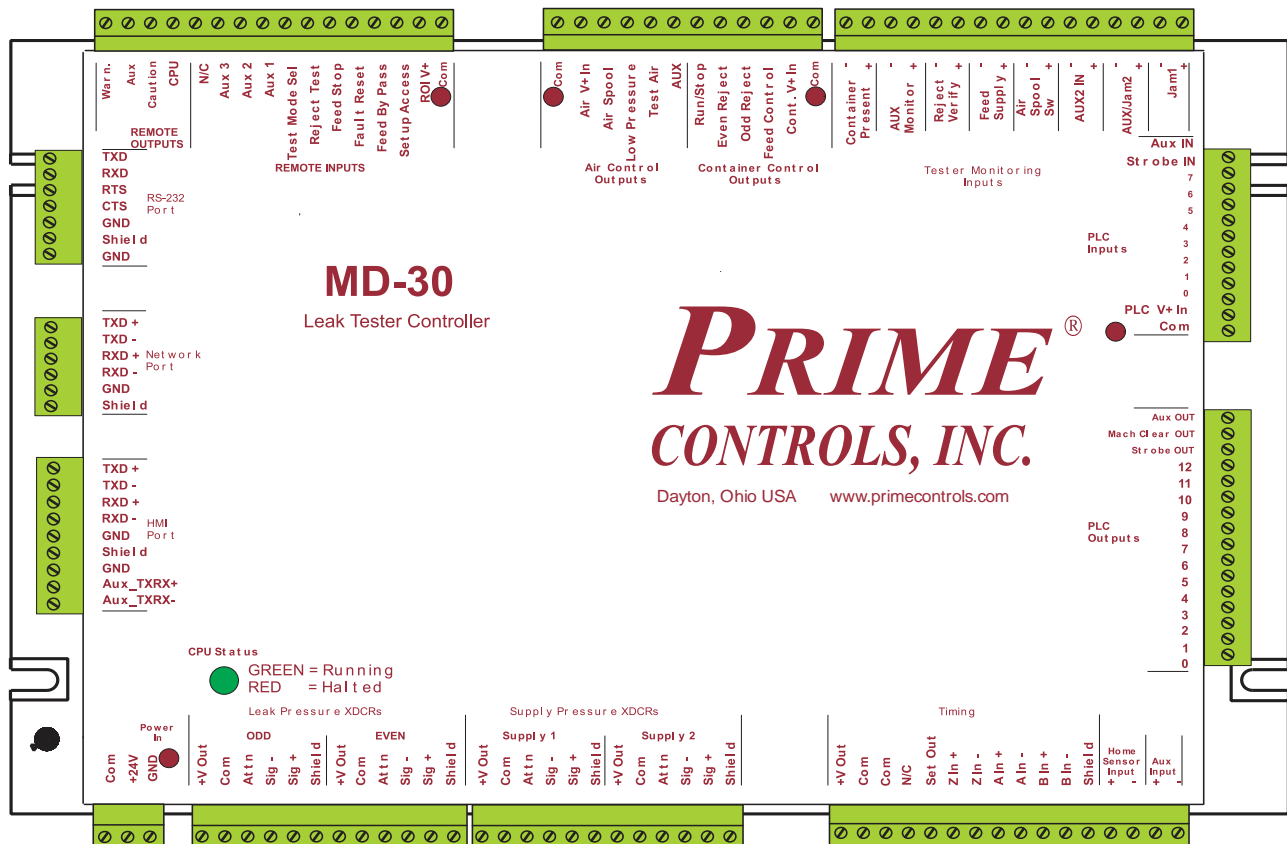 Warn.
Aux
Caution
CPU
REMOTE
OUTPUTS
N/C
Aux 3
Aux 2
Aux 1
Test Mode Sel
Reject Test
Feed Stop
Fault Reset
Feed By Pass
Setup Access
ROI V+
Com
REMOTE INPUTS
Com
Air V+In
Air Spool
Low Pressure
Test Air
AUX
Air Control
Outputs
Run/Stop
Even Reject
Odd Reject
Feed Control
Cont. V+In
Com
Container Control
Outputs
- Container
Present +
- AUX
Monitor +
- Reject
Verify +
- Feed
Supply +
- Air
Spool
Sw +
- AUX2 IN +
- AUX/Jam2 +
- Jam1 +
Tester Monitoring
Inputs
TXD
RXD
RTS
CTS
GND
Shield
GND
RS-232
Port
TXD +
TXD -
RXD +
RXD -
GND
Shield
Network
Port
TXD +
TXD -
RXD +
RXD -
GND
Shield
GND
Aux_TXRX+
Aux_TXRX-
HMI
Port
MD-30
Leak Tester Controller
PRIME ®
CONTROLS, INC.
Dayton, Ohio USA www.primecontrols.com
Aux IN
Strobe IN
7
6
5
4
3
2
1
0
PLC
Inputs
PLC V+ In
Com
Aux OUT
Mach Clear OUT
Strobe OUT
12
11
10
9
8
7
6
5
4
3
2
1
0
PLC
Outputs
CPU Status
GREEN = Running
RED = Halted
Power
In
Com
+24V
GND
Leak Pressure XDCRs
ODD
+V Out
Com
Attn
Sig -
Sig +
Shield
EVEN
+V Out
Com
Attn
Sig -
Sig +
Shield
Supply Pressure XDCRs
Supply 1
+V Out
Com
Attn
Sig -
Sig +
Shield
Supply 2
+V Out
Com
Attn
Sig -
Sig +
Shield
Timing
+V Out
Com
Com
N/C
Set Out
Z In +
Z In -
A In +
A In -
B In +
B In -
Shield
Home
Sensor
Input
+ -
Aux
Input
+ -